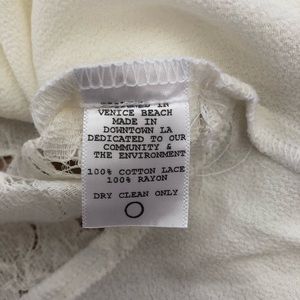 IN
VENICE BEACH
MADE IN
DOWNTOWN LA
DEDICATED TO OUR
COMMUNITY &
THE ENVIRONMENT
100% COTTON LACE
100% RAYON
DRY CLEAN ONLY